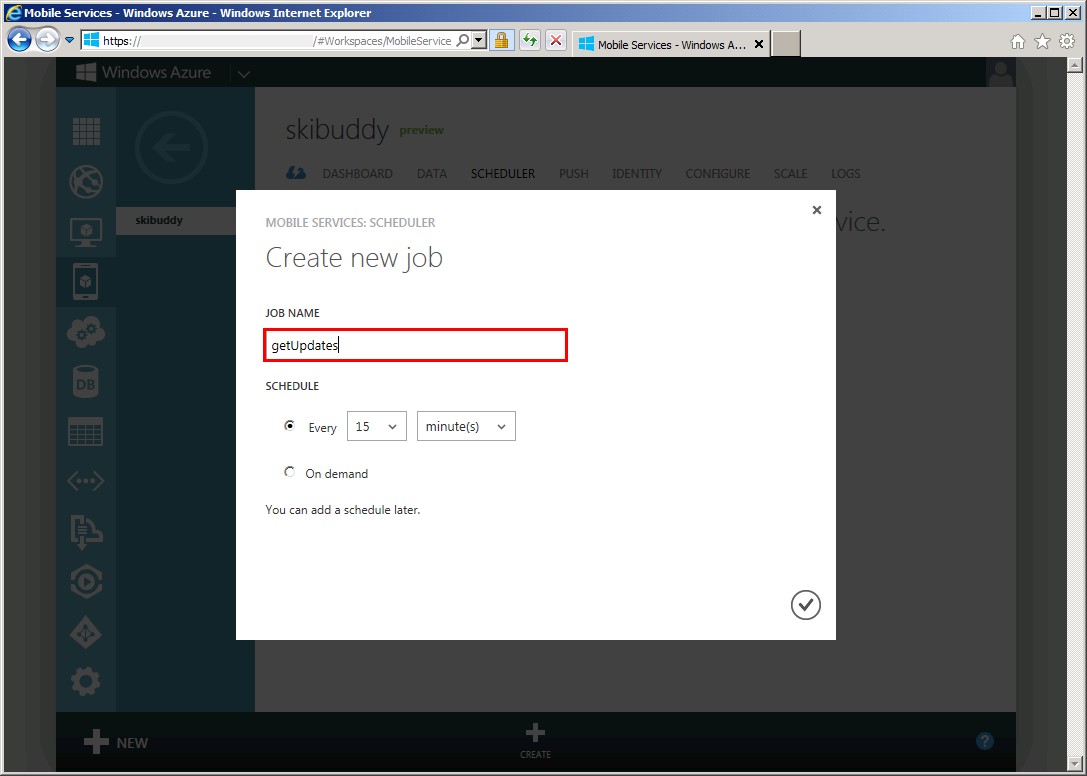 Mobile Services - Windows Azure - Windows Internet Explorer
https:// /#Workspaces/MobileService
Mobile Services - Windows A...
Windows Azure
skibuddy preview
DASHBOARD DATA SCHEDULER PUSH IDENTITY CONFIGURE SCALE LOGS
skibuddy
vice.
MOBILE SERVICES: SCHEDULER
Create new job
JOB NAME
getUpdates
SCHEDULE
Every 15 minute(s)
On demand
You can add a schedule later.
DB
NEW
CREATE
?